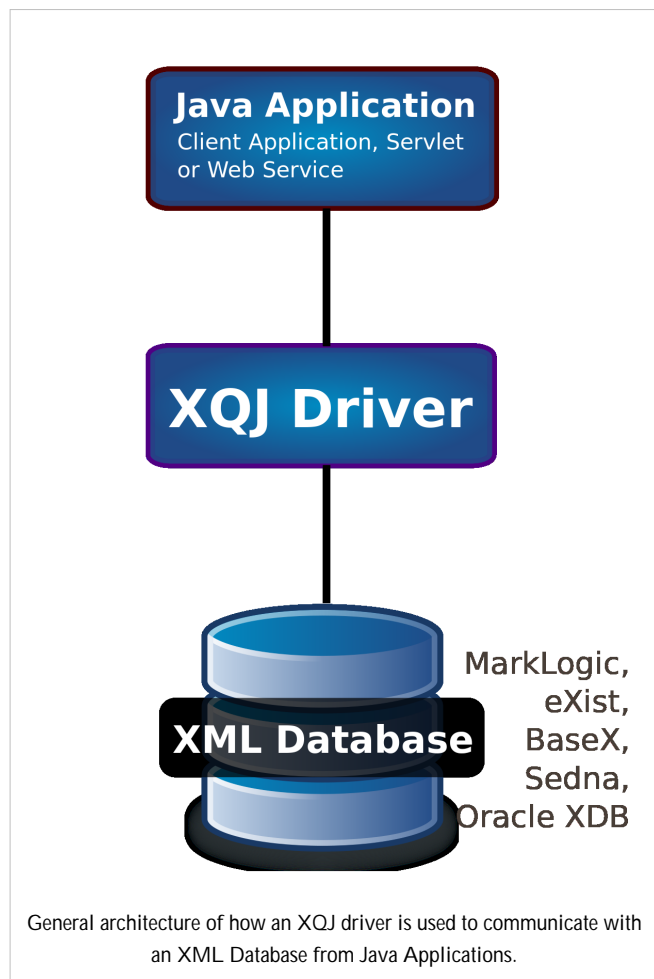 Java Application
Client Application, Servlet
or Web Service
XQJ Driver
XML Database
MarkLogic,
eXist,
BaseX,
Sedna,
Oracle XDB
General architecture of how an XQJ driver is used to communicate with
an XML Database from Java Applications.